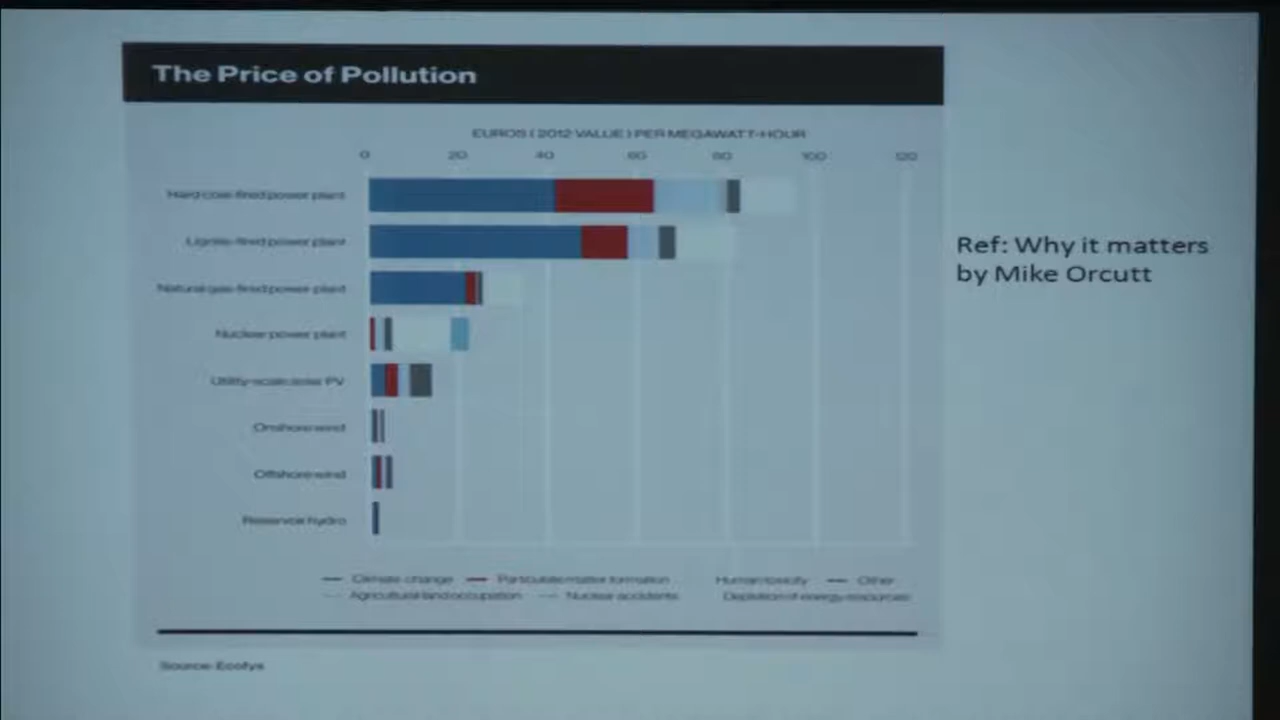 The Price of Pollution
EUROS ( 2012 VALUE ) PER MEGAWATT-HOUR
0 20 40 60 80 100 120
Hard coal-fired power plant
Lignite-fired power plant
Natural gas-fired power plant
Nuclear power plant
Utility-scale solar PV
Onshore wind
Offshore wind
Reservoir hydro
Ref: Why it matters
by Mike Orcutt
Climate change Particulate matter formation Human toxicity Other
Agricultural land occupation Nuclear accidents Depletion of energy resources
Source: Ecofys